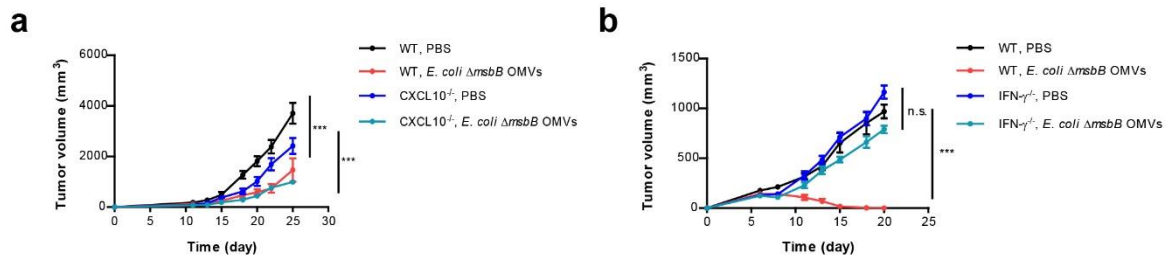 a
Tumor volume (mm³)
6000
4000
2000
0
0 5 10 15 20 25 30
Time (day)
***
***
WT, PBS
WT, E. coli ΔmsbB OMVs
CXCL10⁻/⁻, PBS
CXCL10⁻/⁻, E. coli ΔmsbB OMVs
b
Tumor volume (mm³)
1500
1000
500
0
0 5 10 15 20 25
Time (day)
n.s.
***
WT, PBS
WT, E. coli ΔmsbB OMVs
IFN-γ⁻/⁻, PBS
IFN-γ⁻/⁻, E. coli ΔmsbB OMVs